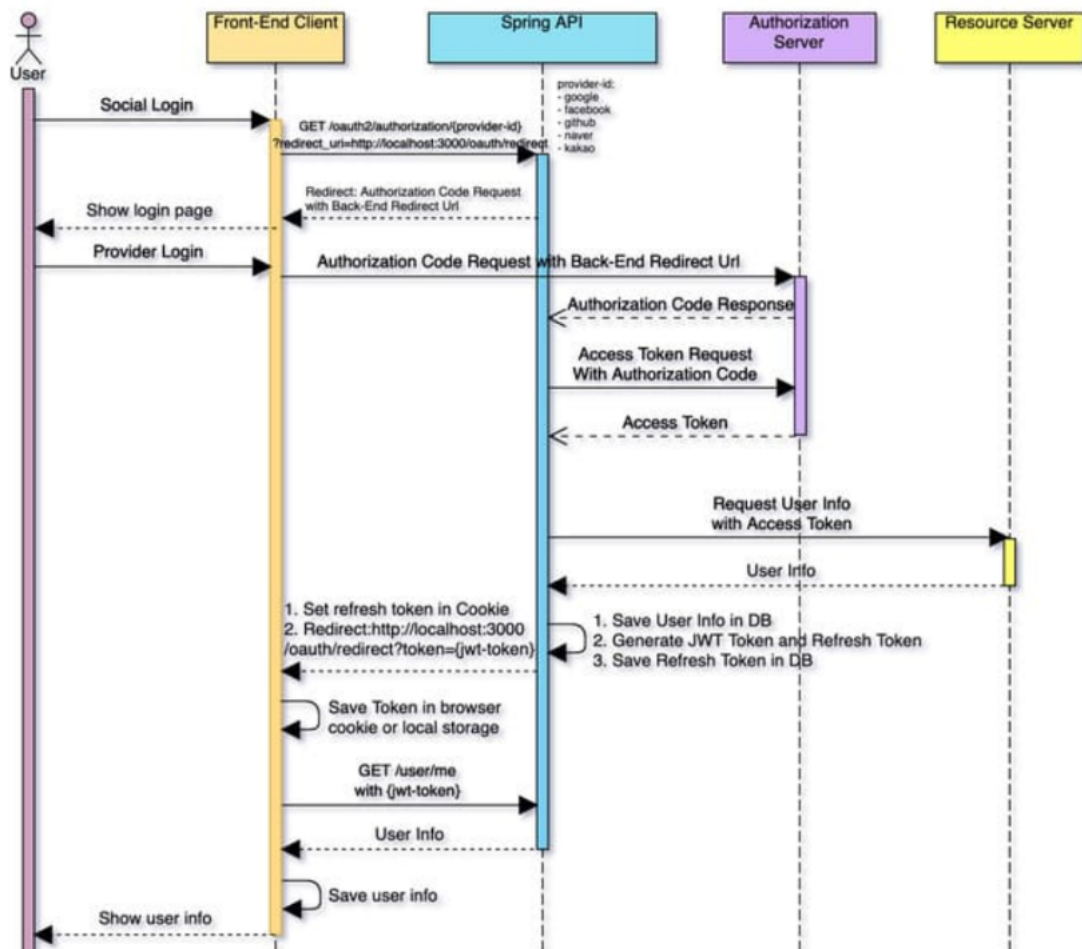 User
Front-End Client
Spring API
Authorization
Server
Resource Server
provider-id:
- google
- facebook
- github
- naver
- kakao
Social Login
GET /oauth2/authorization/{provider-id}
?redirect_uri=http://localhost:3000/oauth/redirect
Redirect: Authorization Code Request
with Back-End Redirect Url
Show login page
Provider Login
Authorization Code Request with Back-End Redirect Url
Authorization Code Response
Access Token Request
With Authorization Code
Access Token
Request User Info
with Access Token
User Info
1. Save User Info in DB
2. Generate JWT Token and Refresh Token
3. Save Refresh Token in DB
1. Set refresh token in Cookie
2. Redirect:http://localhost:3000
/oauth/redirect?token={jwt-token}
Save Token in browser
cookie or local storage
GET /user/me
with {jwt-token}
User Info
Save user info
Show user info